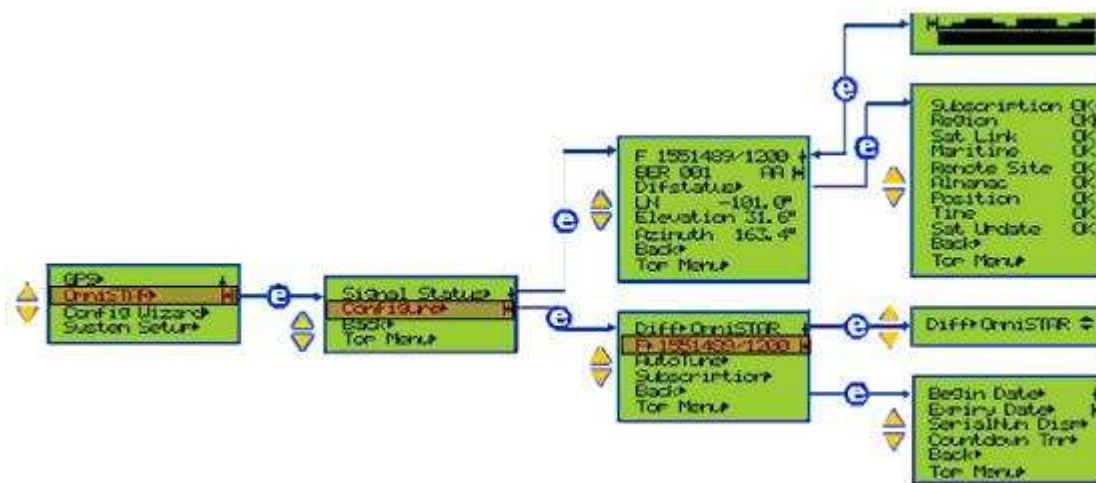 GPS
OmniSTAR
Config Wizard
System Setup
e
Signal Status
Configure
Back
Top Menu
e
e
F 1551489/1200
BER 001 AA
Difstatus
LN -101.0°
Elevation 31.6°
Azimuth 163.4°
Back
Top Menu
e
e
Subscription OK
Region OK
Sat Link OK
Maritime OK
Remote Site OK
Almanac OK
Position OK
Time OK
Sat Update OK
Back
Top Menu
Diff OmniSTAR
F 1551489/1200
AutoTune
Subscription
Back
Top Menu
e
Diff OmniSTAR
e
Begin Date
Expiry Date
SerialNum Disp
Countdown Tmr
Back
Top Menu